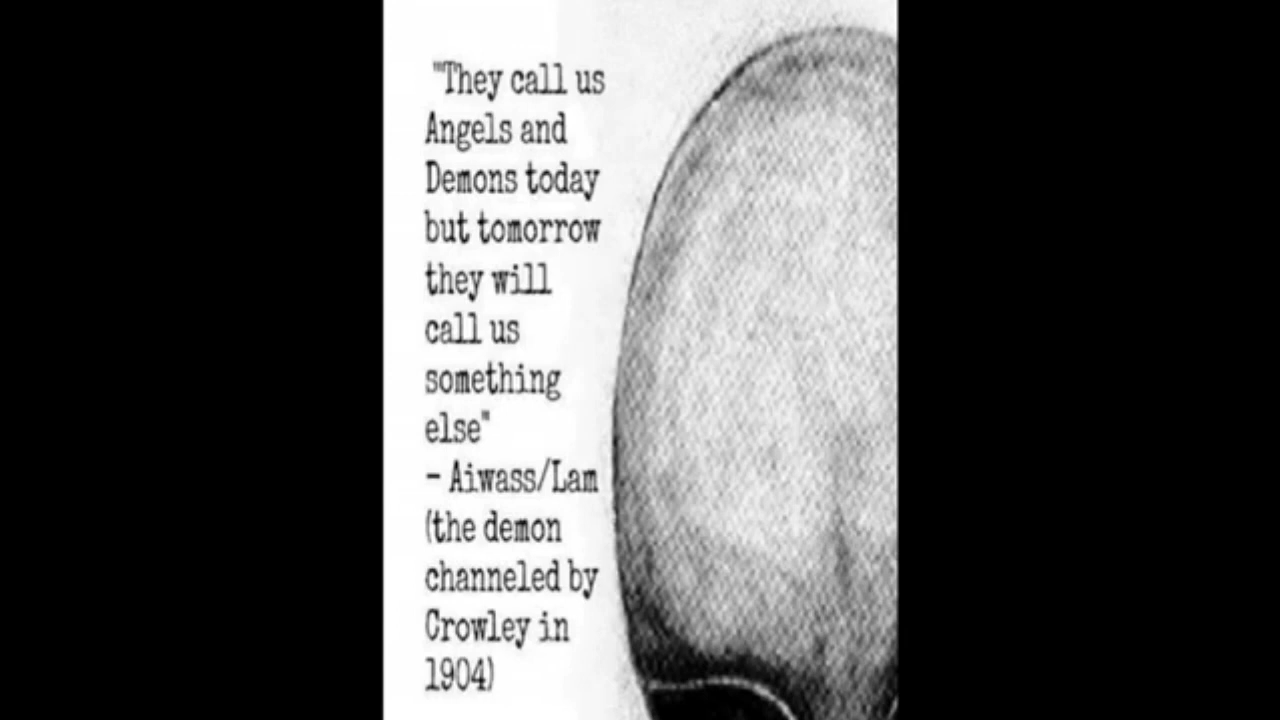 "They call us
Angels and
Demons today
but tomorrow
they will
call us
something
else"
- Aiwass/Lam
(the demon
channeled by
Crowley in
1904)